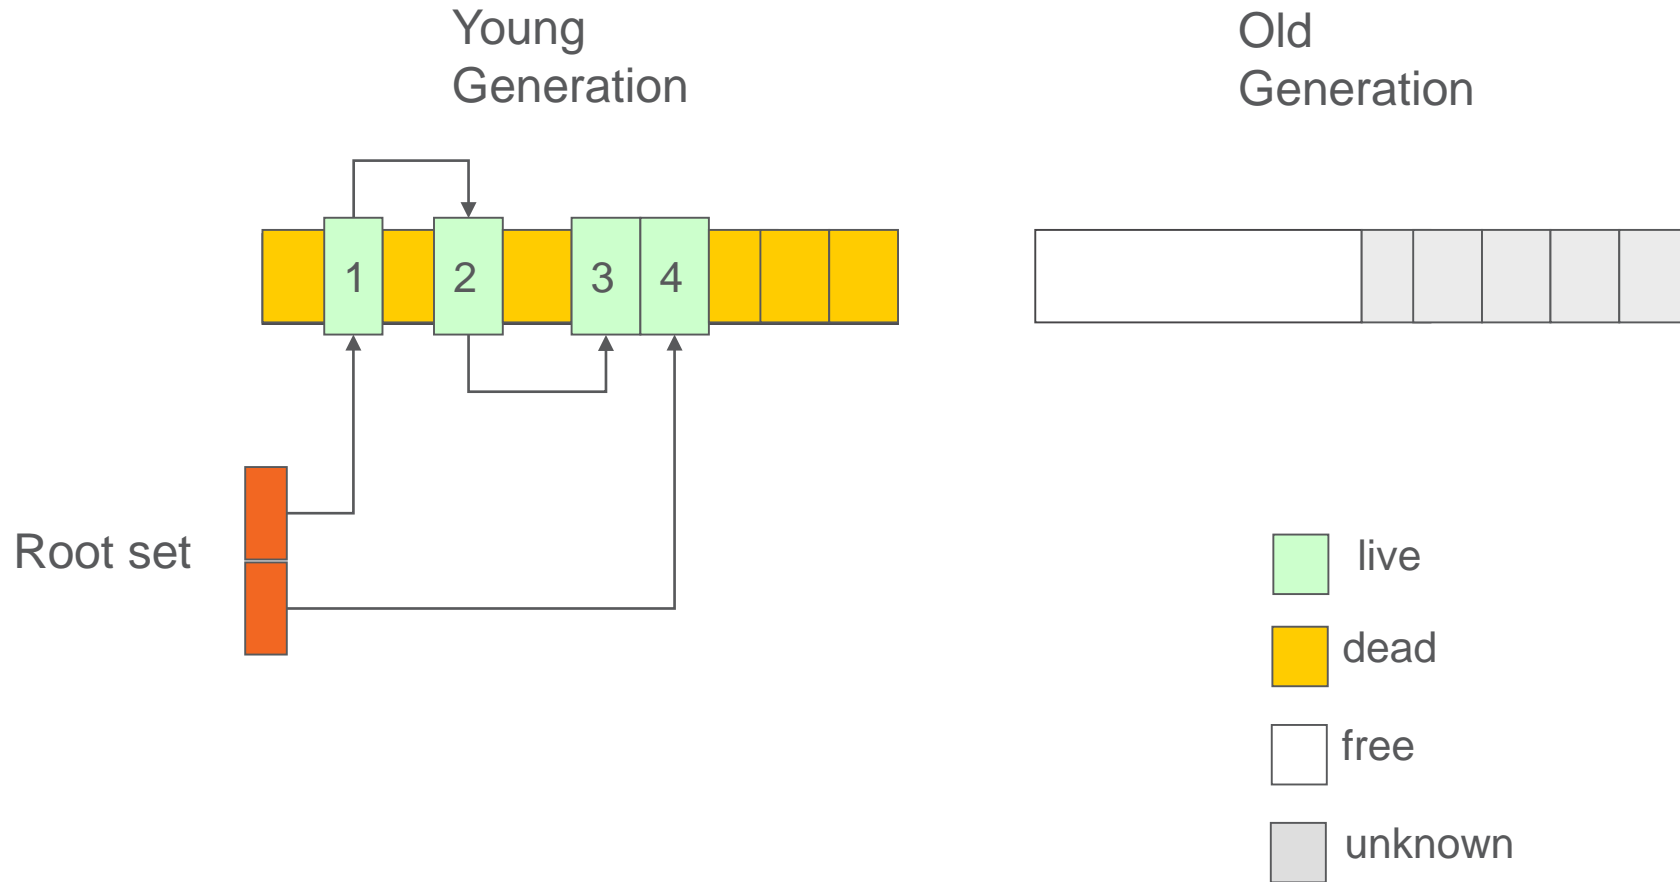 Young
Generation
Old
Generation
1
2
3
4
Root set
live
dead
free
unknown